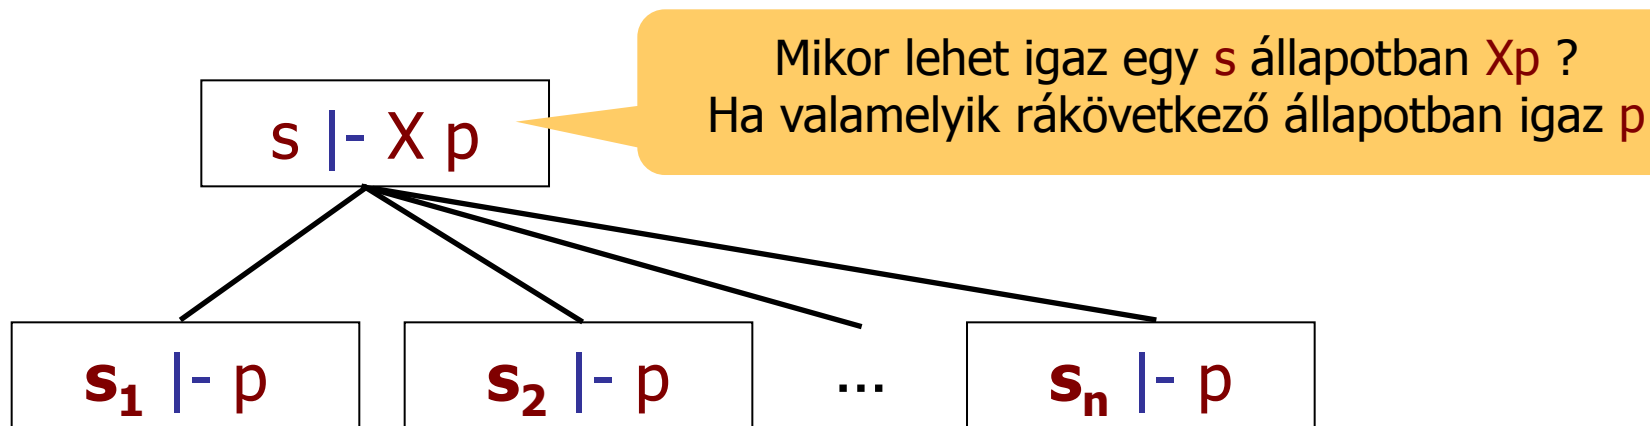 Mikor lehet igaz egy s állapotban Xp ?
Ha valamelyik rákövetkező állapotban igaz p
s |- X p
s₁ |- p
s₂ |- p
...
sₙ |- p